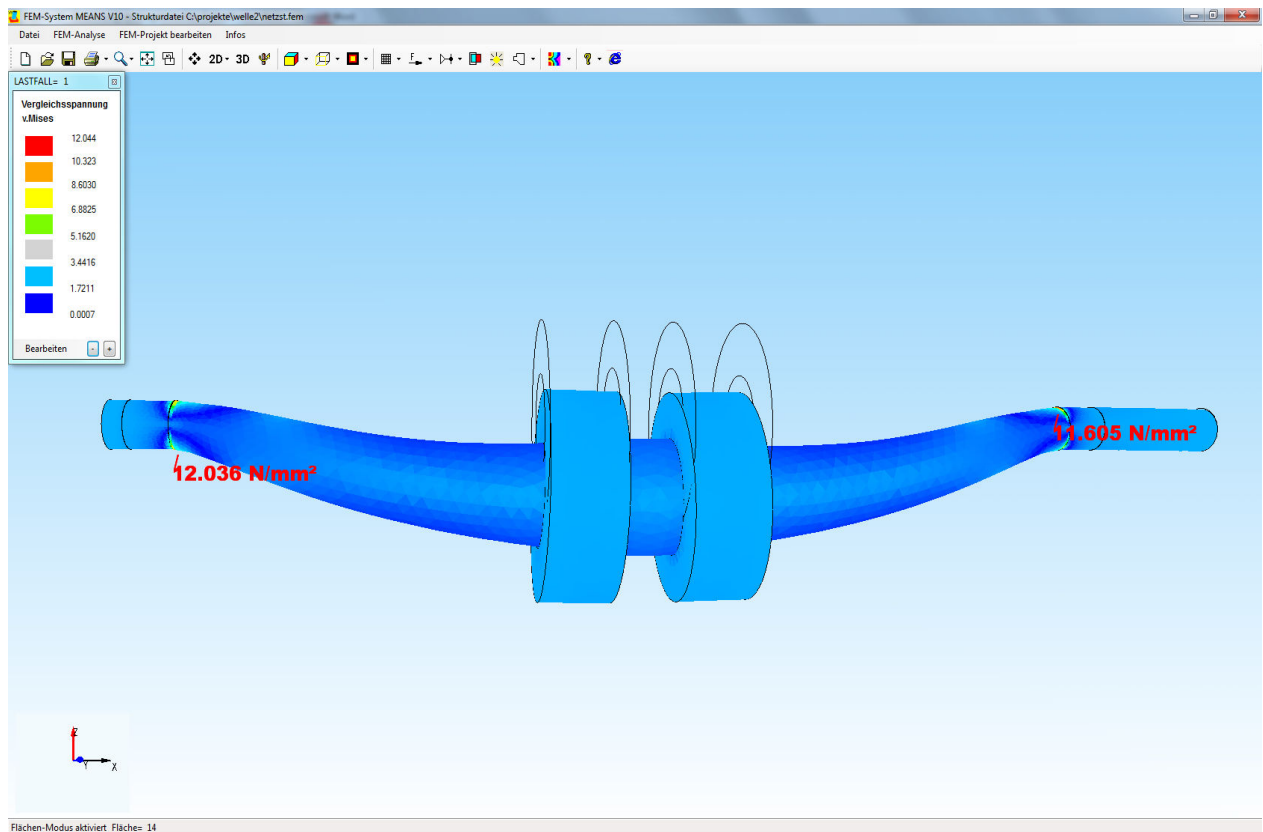 FEM-System MEANS V10 - Strukturdatei C:\projekte\welle2\netzst.fem
Datei FEM-Analyse FEM-Projekt bearbeiten Infos
2D 3D F ?
LASTFALL= 1
Vergleichsspannung
v.Mises
12.044
10.323
8.6030
6.8825
5.1620
3.4416
1.7211
0.0007
Bearbeiten - +
12.036 N/mm²
11.605 N/mm²
Z
Y X
Flächen-Modus aktiviert Fläche= 14